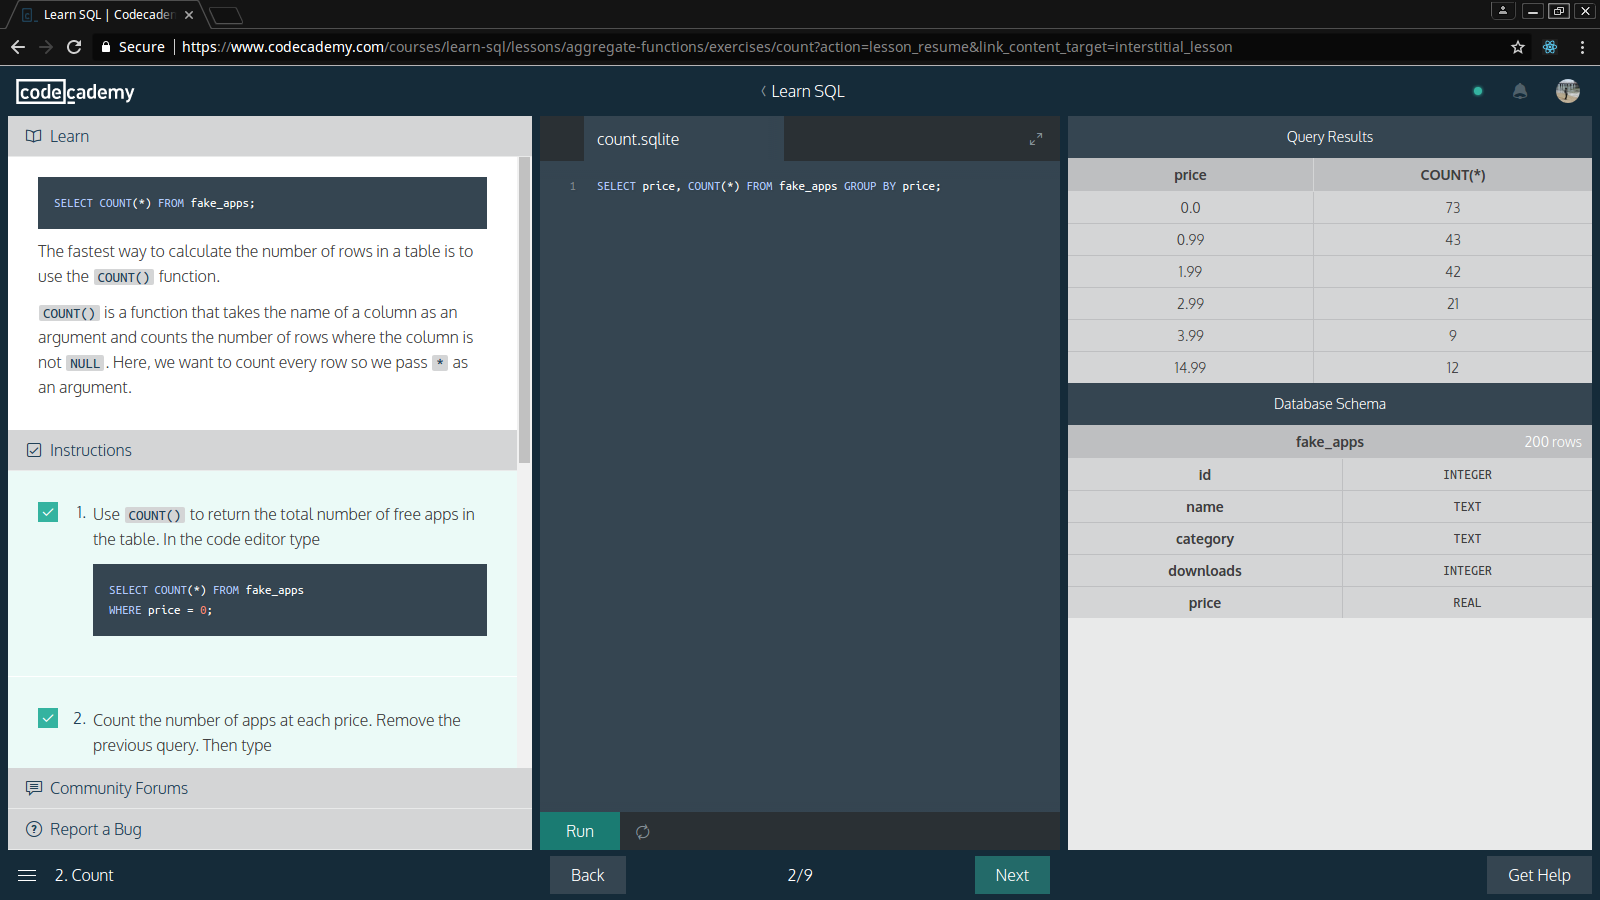 Learn SQL | Codecadem
Secure
https://www.codecademy.com/courses/learn-sql/lessons/aggregate-functions/exercises/count?action=lesson_resume&link_content_target=interstitial_lesson
codecademy
Learn SQL
Learn
SELECT COUNT(*) FROM fake_apps;
The fastest way to calculate the number of rows in a table is to
use the COUNT() function.
COUNT() is a function that takes the name of a column as an
argument and counts the number of rows where the column is
not NULL. Here, we want to count every row so we pass * as
an argument.
Instructions
1. Use COUNT() to return the total number of free apps in
the table. In the code editor type
SELECT COUNT(*) FROM fake_apps
WHERE price = 0;
2. Count the number of apps at each price. Remove the
previous query. Then type
Community Forums
Report a Bug
count.sqlite
1 SELECT price, COUNT(*) FROM fake_apps GROUP BY price;
Run
Query Results
price COUNT(*)
0.0 73
0.99 43
1.99 42
2.99 21
3.99 9
14.99 12
Database Schema
fake_apps 200 rows
id INTEGER
name TEXT
category TEXT
downloads INTEGER
price REAL
2. Count
Back
2/9
Next
Get Help